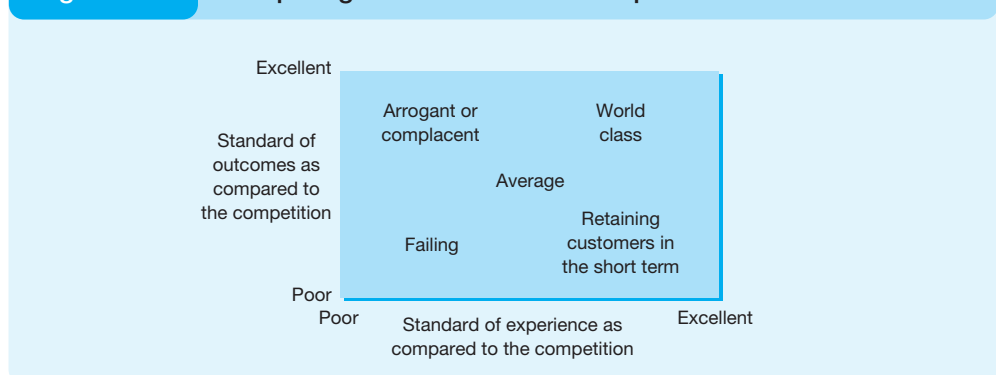 Excellent
Arrogant or
complacent
World
class
Standard of
outcomes as
compared to
the competition
Average
Failing
Retaining
customers in
the short term
Poor
Poor
Excellent
Standard of experience as
compared to the competition